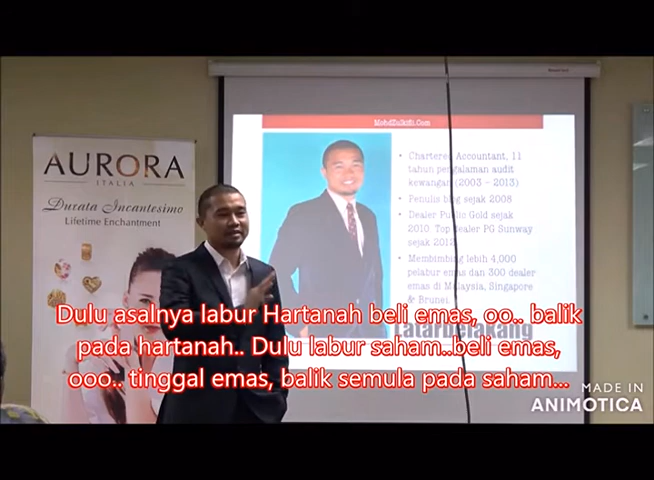 MohdZulkifli.Com
AURORA
ITALIA
Durata Incantesimo
Lifetime Enchantment
• Chartered Accountant, 11
tahun pengalaman audit
kewangan (2003 - 2013)
• Penulis blog sejak 2008
• Dealer Public Gold sejak
2010. Top Dealer PG Sunway
sejak 2012
• Membimbing lebih 4,000
pelabur emas dan 300 dealer
emas di Malaysia, Singapore
& Brunei
Latarbelakang
Dulu asalnya labur Hartanah beli emas, oo.. balik
pada hartanah.. Dulu labur saham..beli emas,
ooo.. tinggal emas, balik semula pada saham...
MADE IN
ANIMOTICA